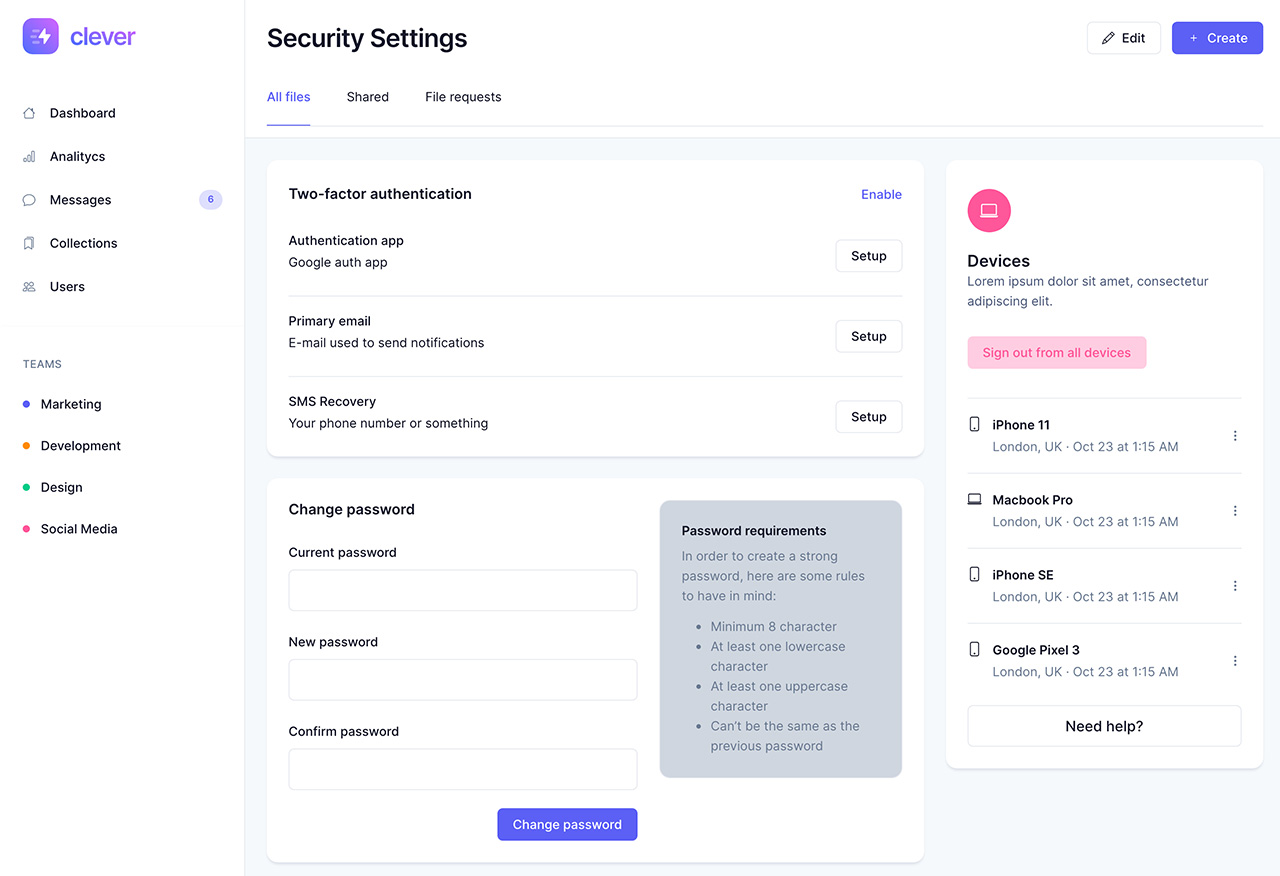 clever
Dashboard
Analitycs
Messages 6
Collections
Users
TEAMS
Marketing
Development
Design
Social Media
Security Settings
Edit
+ Create
All files Shared File requests
Two-factor authentication Enable
Authentication app
Google auth app
Setup
Primary email
E-mail used to send notifications
Setup
SMS Recovery
Your phone number or something
Setup
Change password
Current password
New password
Confirm password
Change password
Password requirements
In order to create a strong
password, here are some rules
to have in mind:
• Minimum 8 character
• At least one lowercase
character
• At least one uppercase
character
• Can't be the same as the
previous password
Devices
Lorem ipsum dolor sit amet, consectetur
adipiscing elit.
Sign out from all devices
iPhone 11
London, UK · Oct 23 at 1:15 AM
Macbook Pro
London, UK · Oct 23 at 1:15 AM
iPhone SE
London, UK · Oct 23 at 1:15 AM
Google Pixel 3
London, UK · Oct 23 at 1:15 AM
Need help?